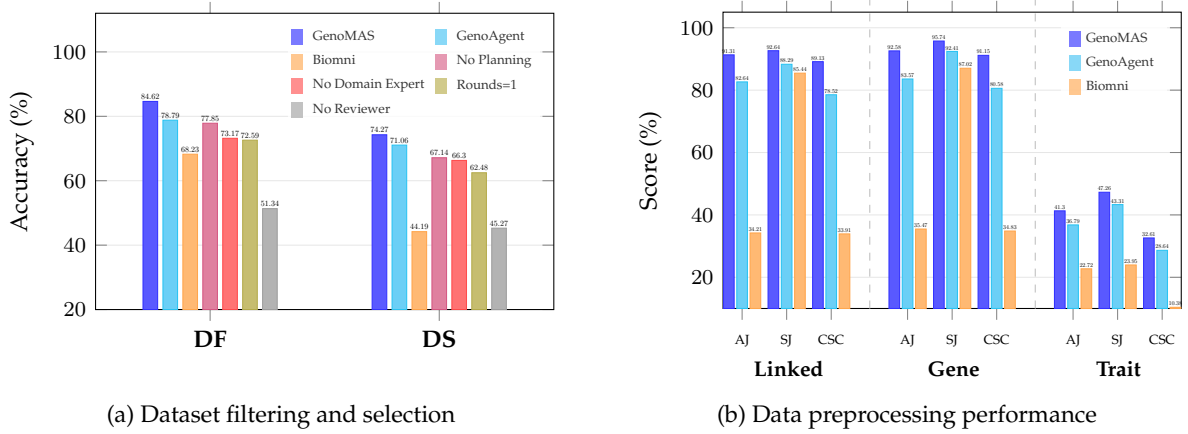 100
80
60
40
20
Accuracy (%)
GenoMAS
GenoAgent
Biomni
No Planning
No Domain Expert
Rounds=1
No Reviewer
84.62
78.79
68.23
77.85
73.17
72.59
51.34
74.27
71.06
44.19
67.14
66.3
62.48
45.27
DF
DS
(a) Dataset filtering and selection
100
80
60
40
20
Score (%)
GenoMAS
GenoAgent
Biomni
91.31
82.64
34.21
92.64
88.29
85.44
89.13
78.52
33.91
92.58
83.57
35.47
95.74
92.41
87.02
91.15
80.58
34.83
41.3
36.79
22.72
47.26
43.31
23.95
32.61
28.64
AJ SJ CSC AJ SJ CSC AJ SJ CSC
Linked Gene Trait
(b) Data preprocessing performance